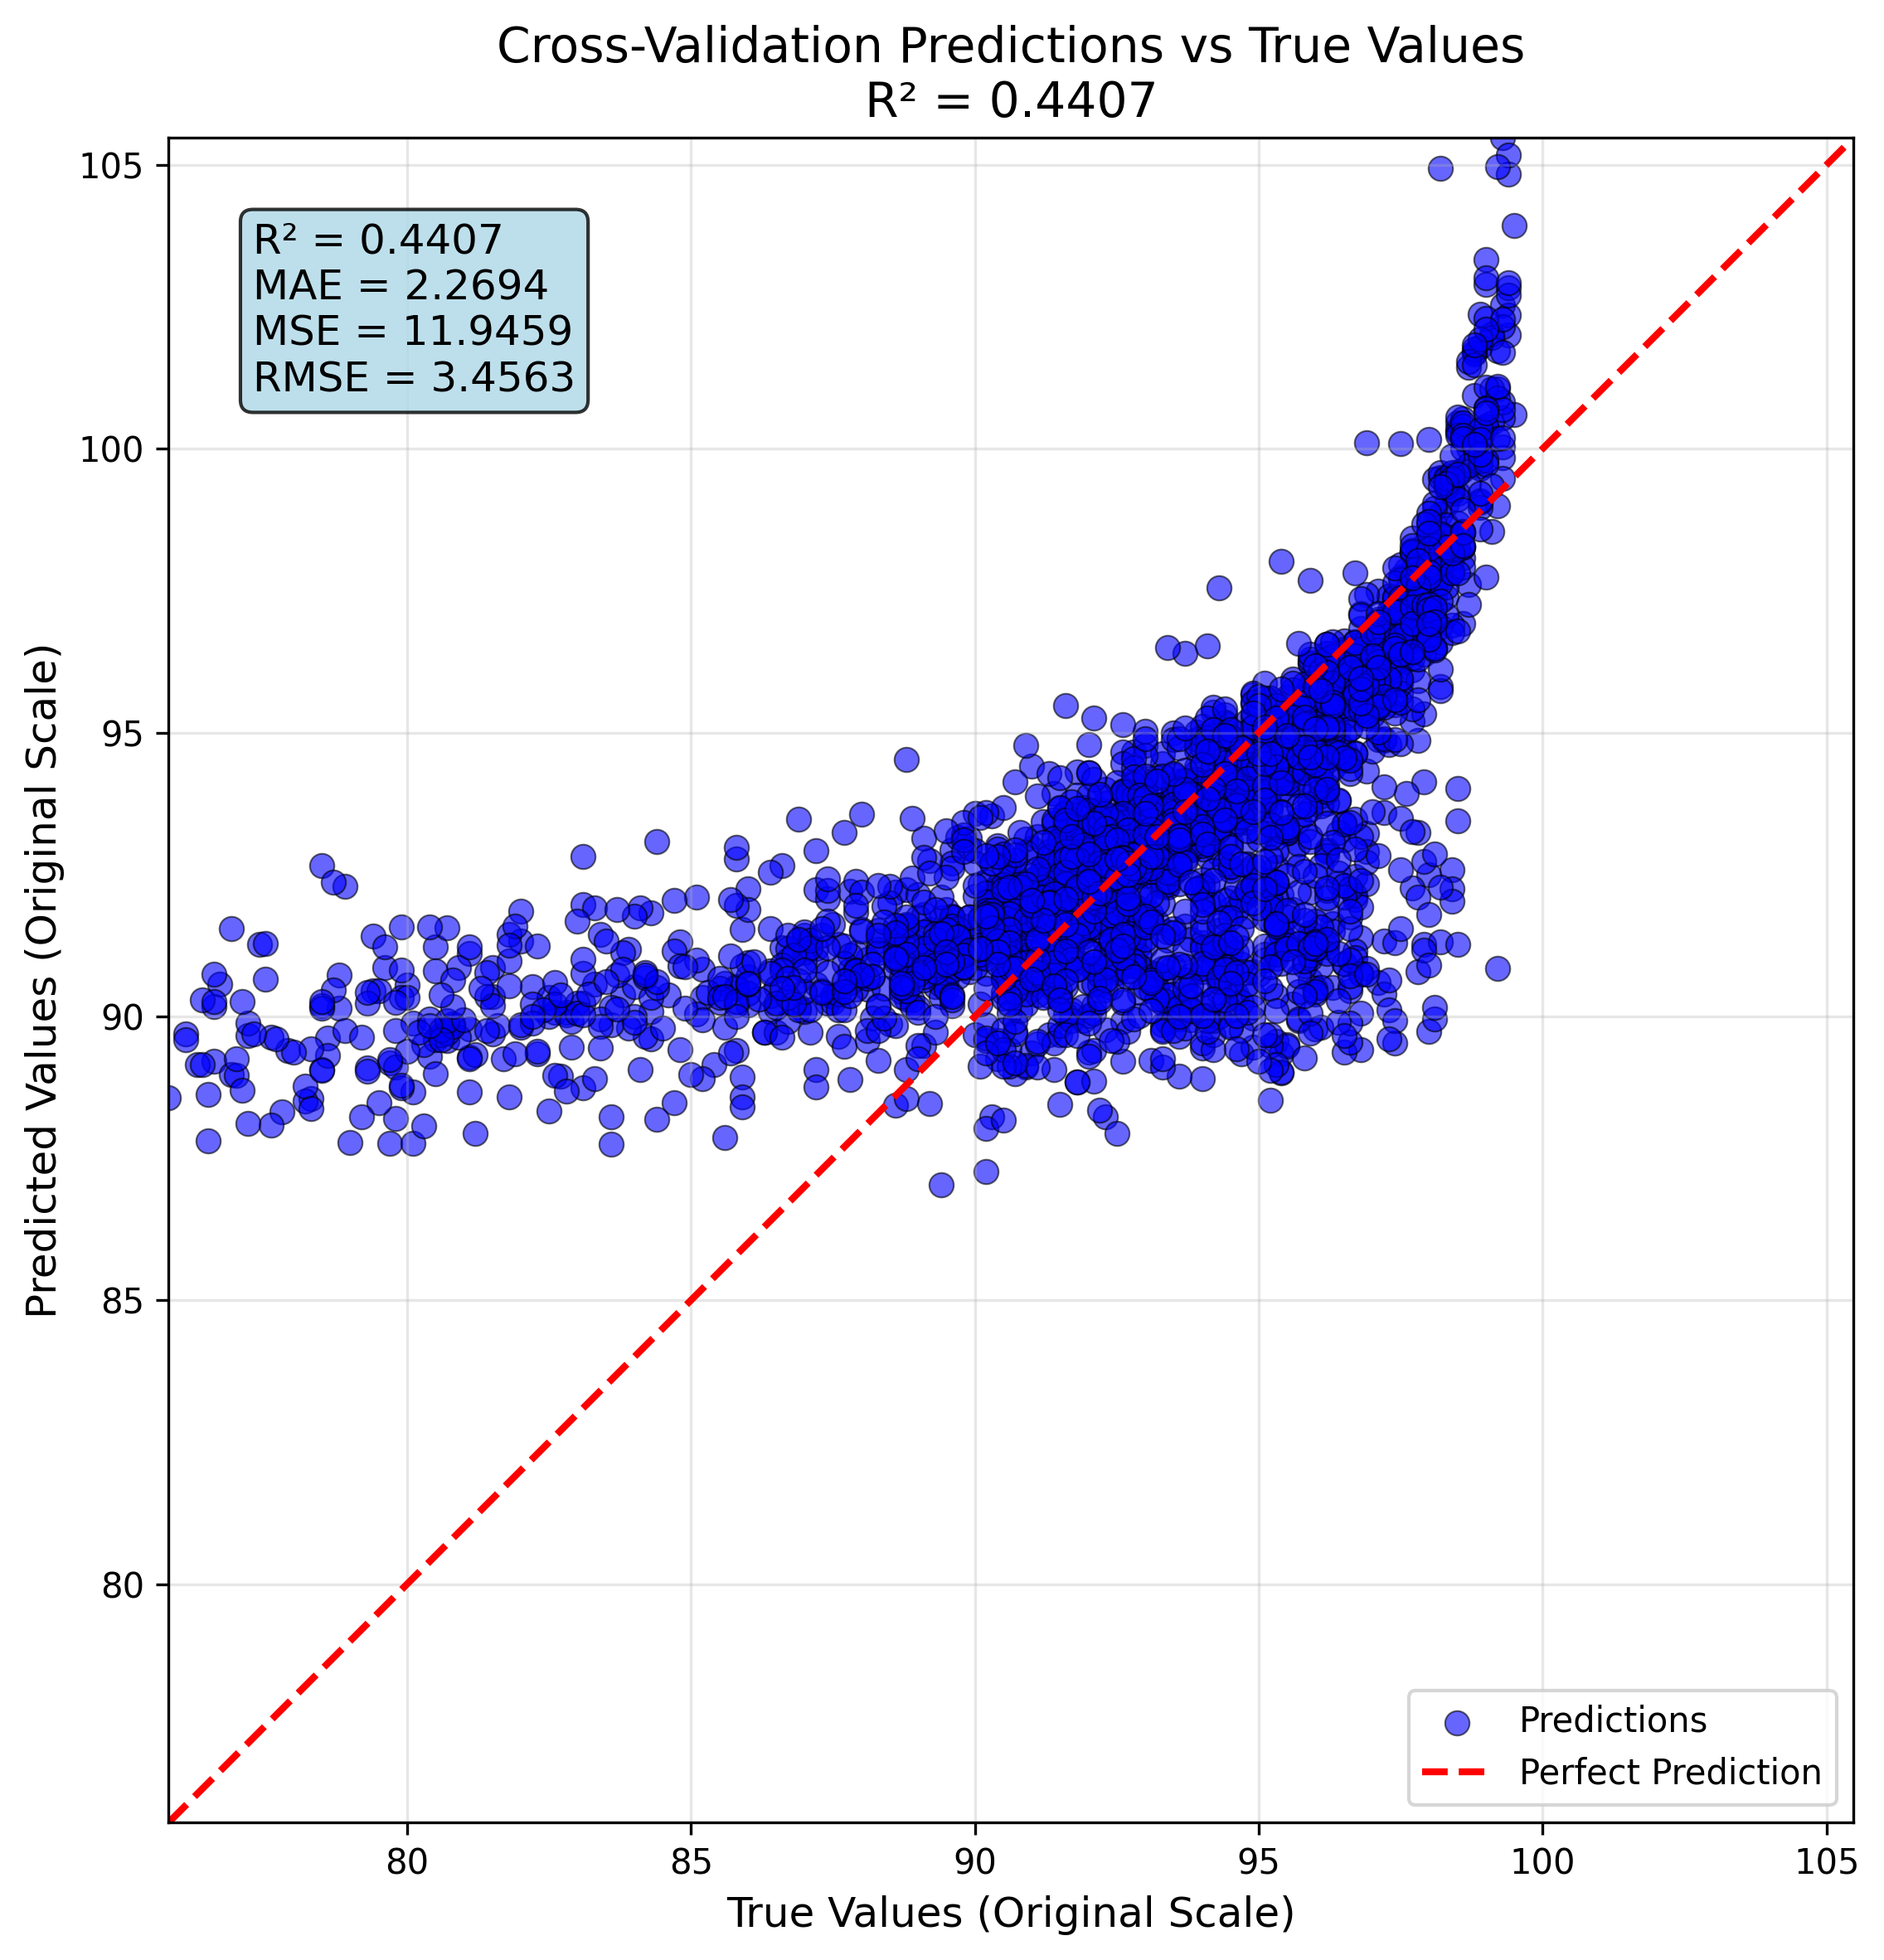 Cross-Validation Predictions vs True Values
R² = 0.4407
R² = 0.4407
MAE = 2.2694
MSE = 11.9459
RMSE = 3.4563
Predicted Values (Original Scale)
105
100
95
90
85
80
Predictions
Perfect Prediction
80 85 90 95 100 105
True Values (Original Scale)